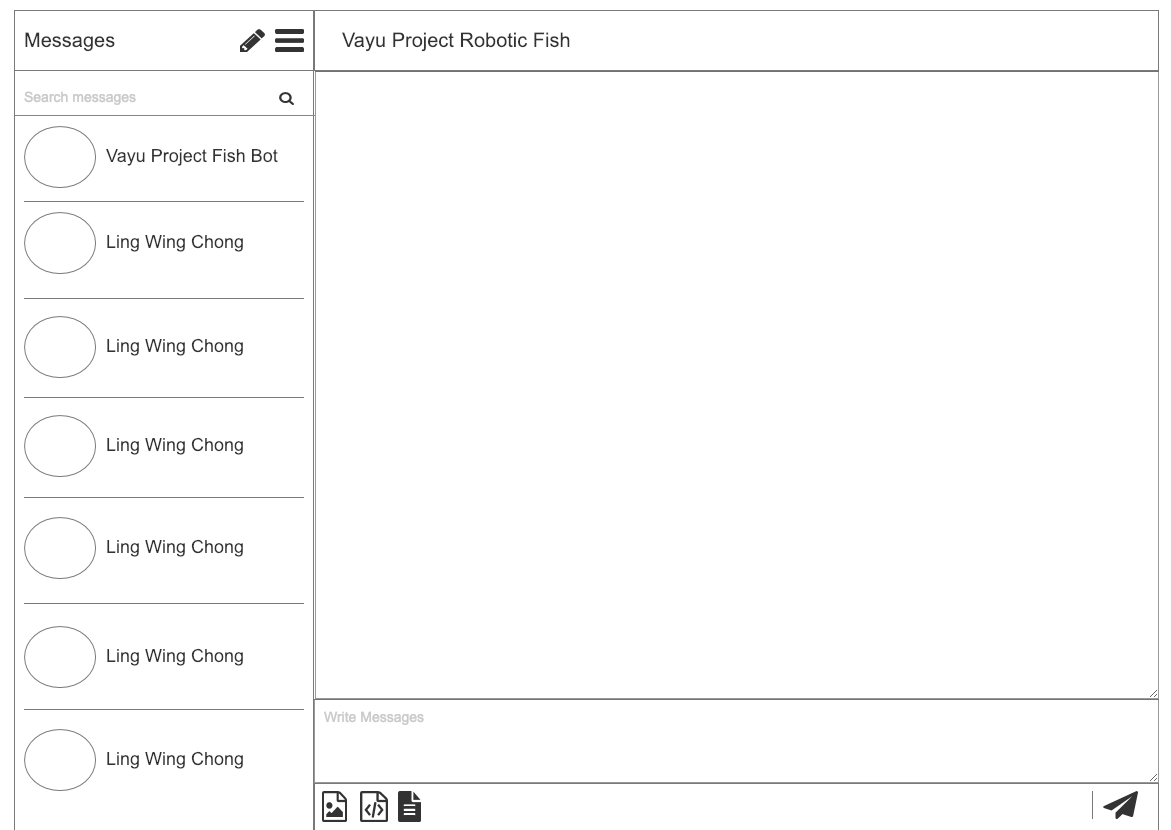 Messages
Vayu Project Robotic Fish
Search messages
Vayu Project Fish Bot
Ling Wing Chong
Ling Wing Chong
Ling Wing Chong
Ling Wing Chong
Ling Wing Chong
Ling Wing Chong
Write Messages